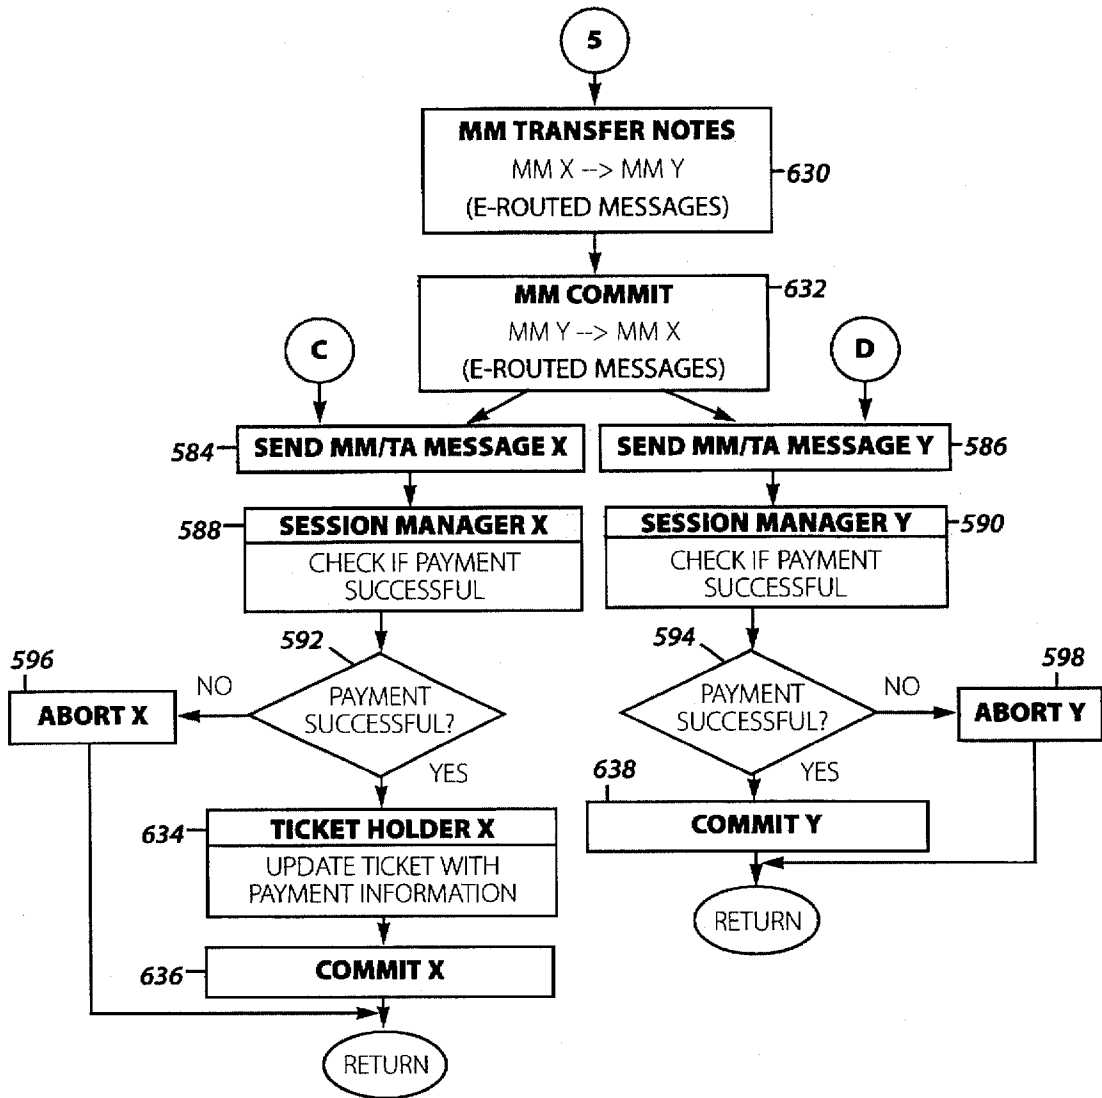 5
MM TRANSFER NOTES
MM X --> MM Y
(E-ROUTED MESSAGES)
630
MM COMMIT
MM Y --> MM X
(E-ROUTED MESSAGES)
632
C
D
584
SEND MM/TA MESSAGE X
SEND MM/TA MESSAGE Y
586
588
SESSION MANAGER X
CHECK IF PAYMENT
SUCCESSFUL
SESSION MANAGER Y
590
CHECK IF PAYMENT
SUCCESSFUL
592
PAYMENT
SUCCESSFUL?
594
PAYMENT
SUCCESSFUL?
596
NO
ABORT X
NO
598
ABORT Y
YES
YES
634
TICKET HOLDER X
UPDATE TICKET WITH
PAYMENT INFORMATION
638
COMMIT Y
RETURN
636
COMMIT X
RETURN